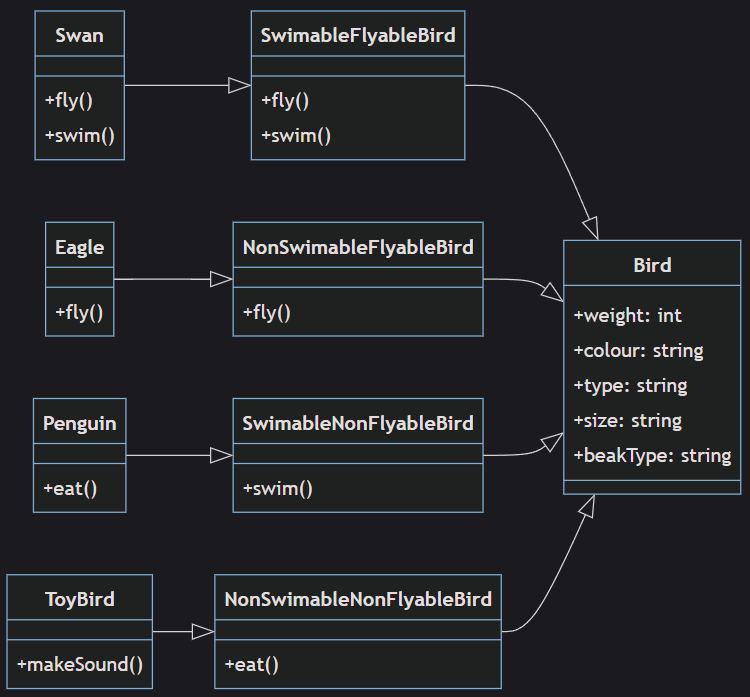 Swan
+fly()
+swim()
SwimableFlyableBird
+fly()
+swim()
Eagle
+fly()
NonSwimableFlyableBird
+fly()
Bird
+weight: int
+colour: string
+type: string
+size: string
+beakType: string
Penguin
+eat()
SwimableNonFlyableBird
+swim()
ToyBird
+makeSound()
NonSwimableNonFlyableBird
+eat()